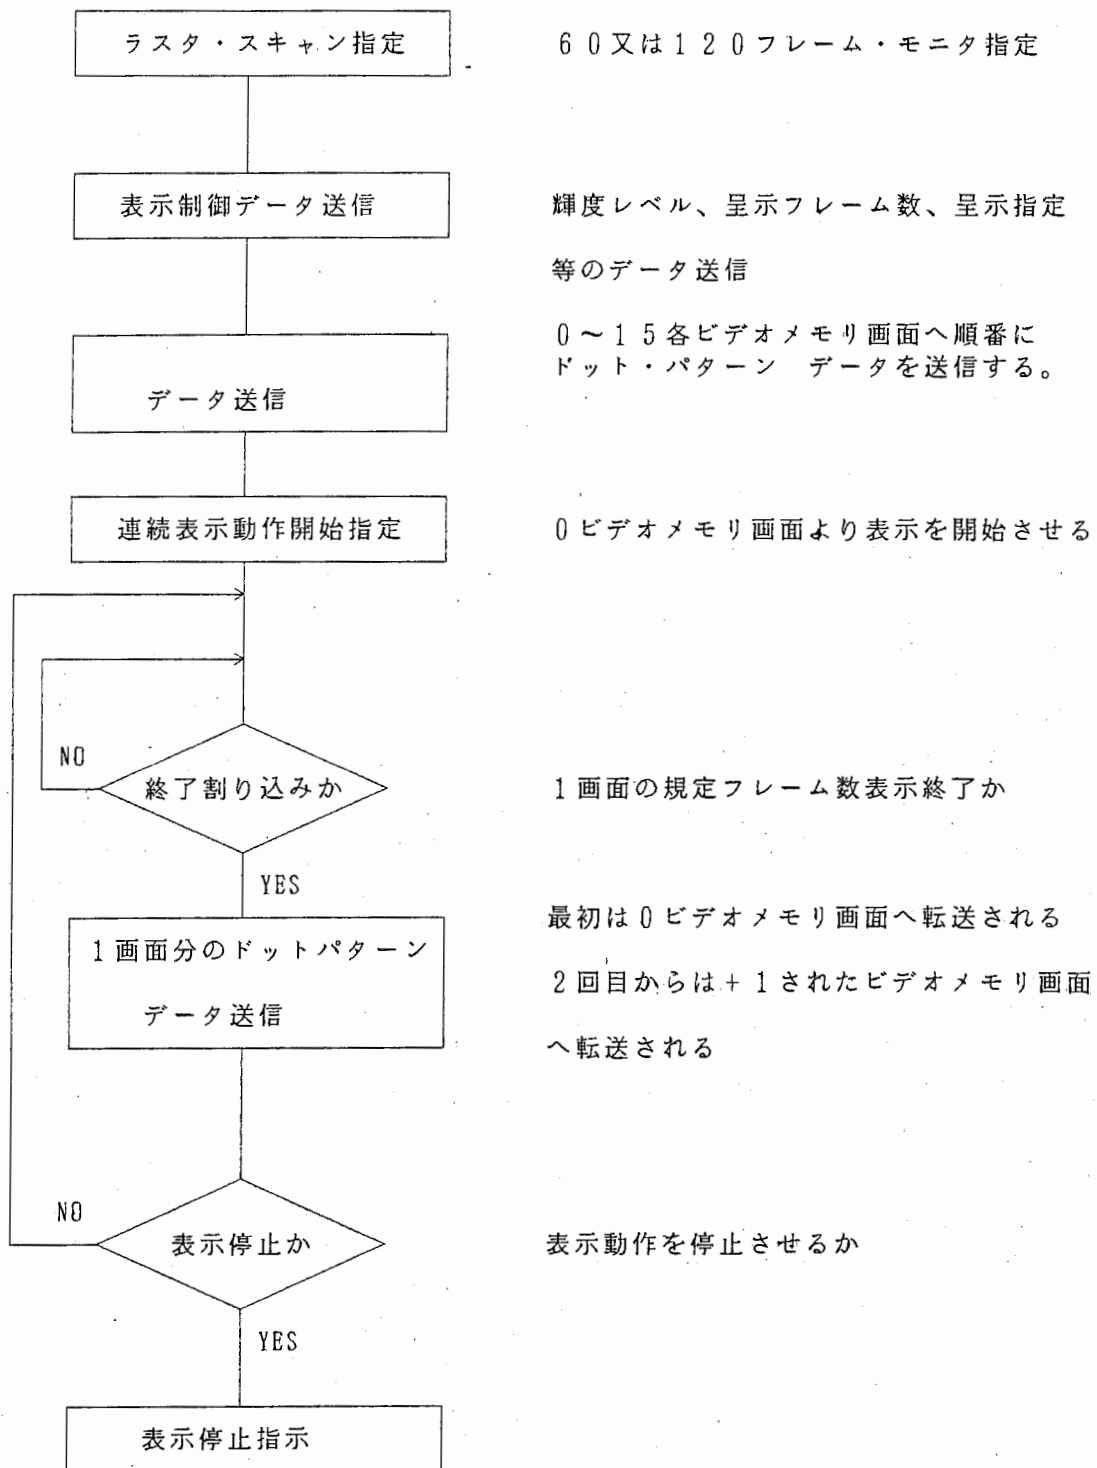 ラスタ・スキャン指定
60又は120フレーム・モニタ指定
表示制御データ送信
輝度レベル、呈示フレーム数、呈示指定
等のデータ送信
データ送信
0～15各ビデオメモリ画面へ順番に
ドット・パターン データを送信する。
連続表示動作開始指定
0ビデオメモリ画面より表示を開始させる
NO
終了割り込みか
1画面の規定フレーム数表示終了か
YES
1画面分のドットパターン
データ送信
最初は0ビデオメモリ画面へ転送される
2回目からは+1されたビデオメモリ画面
へ転送される
NO
表示停止か
表示動作を停止させるか
YES
表示停止指示